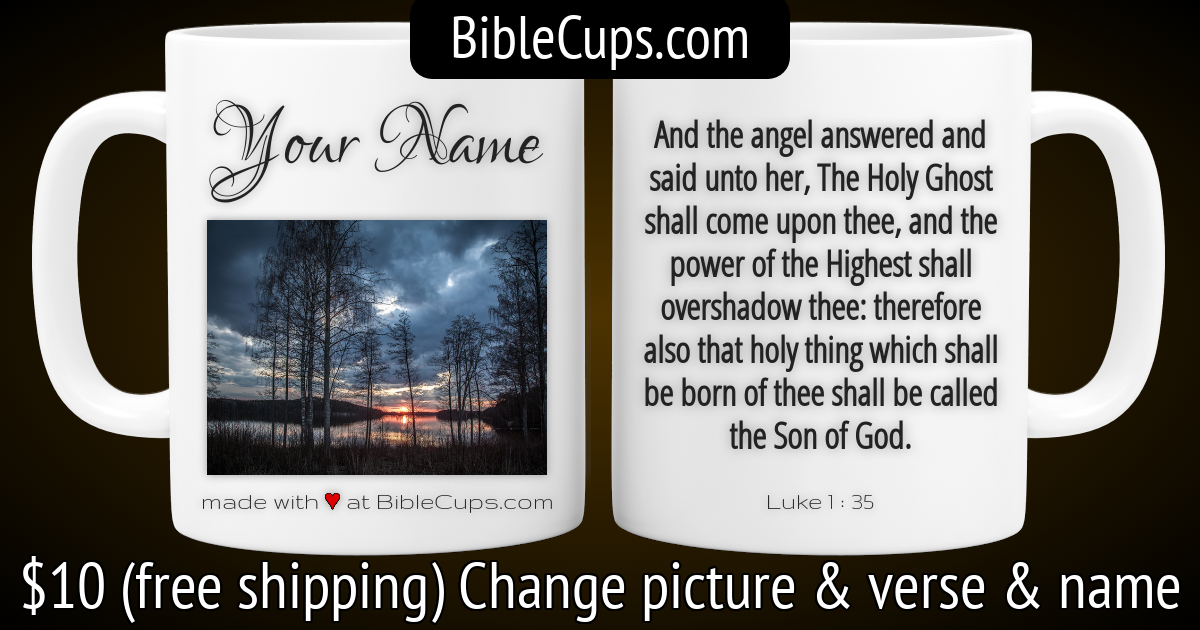 BibleCups.com
Your Name
made with ♥ at BibleCups.com
And the angel answered and
said unto her, The Holy Ghost
shall come upon thee, and the
power of the Highest shall
overshadow thee: therefore
also that holy thing which shall
be born of thee shall be called
the Son of God.
Luke 1 : 35
$10 (free shipping) Change picture & verse & name